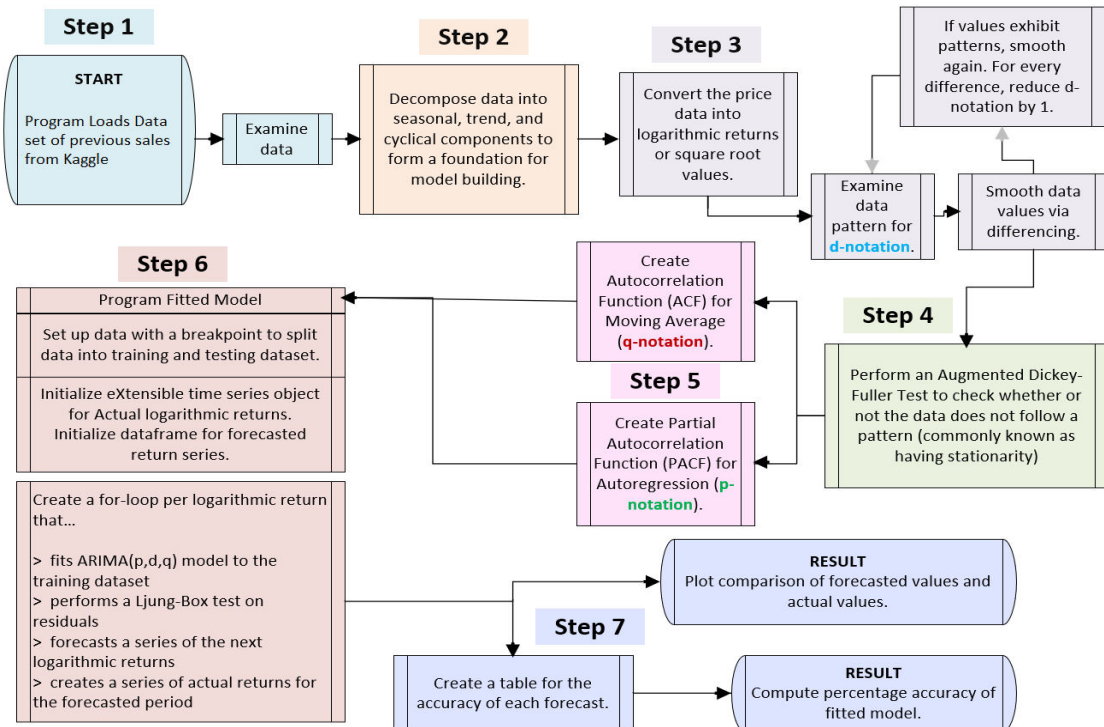 Step 1
START
Program Loads Data
set of previous sales
from Kaggle
Examine
data
Step 2
Decompose data into
seasonal, trend, and
cyclical components to
form a foundation for
model building.
Step 3
Convert the price
data into
logarithmic returns
or square root
values.
Examine
data
pattern for
d-notation.
Smooth data
values via
differencing.
If values exhibit
patterns, smooth
again. For every
difference, reduce d-
notation by 1.
Step 4
Perform an Augmented Dickey-
Fuller Test to check whether or
not the data does not follow a
pattern (commonly known as
having stationarity)
Step 5
Create
Autocorrelation
Function (ACF) for
Moving Average
(q-notation).
Create Partial
Autocorrelation
Function (PACF) for
Autoregression (p-
notation).
Step 6
Program Fitted Model
Set up data with a breakpoint to split
data into training and testing dataset.
Initialize eXtensible time series object
for Actual logarithmic returns.
Initialize dataframe for forecasted
return series.
Create a for-loop per logarithmic return
that...
> fits ARIMA(p,d,q) model to the
training dataset
> performs a Ljung-Box test on
residuals
> forecasts a series of the next
logarithmic returns
> creates a series of actual returns for
the forecasted period
RESULT
Plot comparison of forecasted values and
actual values.
Step 7
Create a table for the
accuracy of each forecast.
RESULT
Compute percentage accuracy of
fitted model.